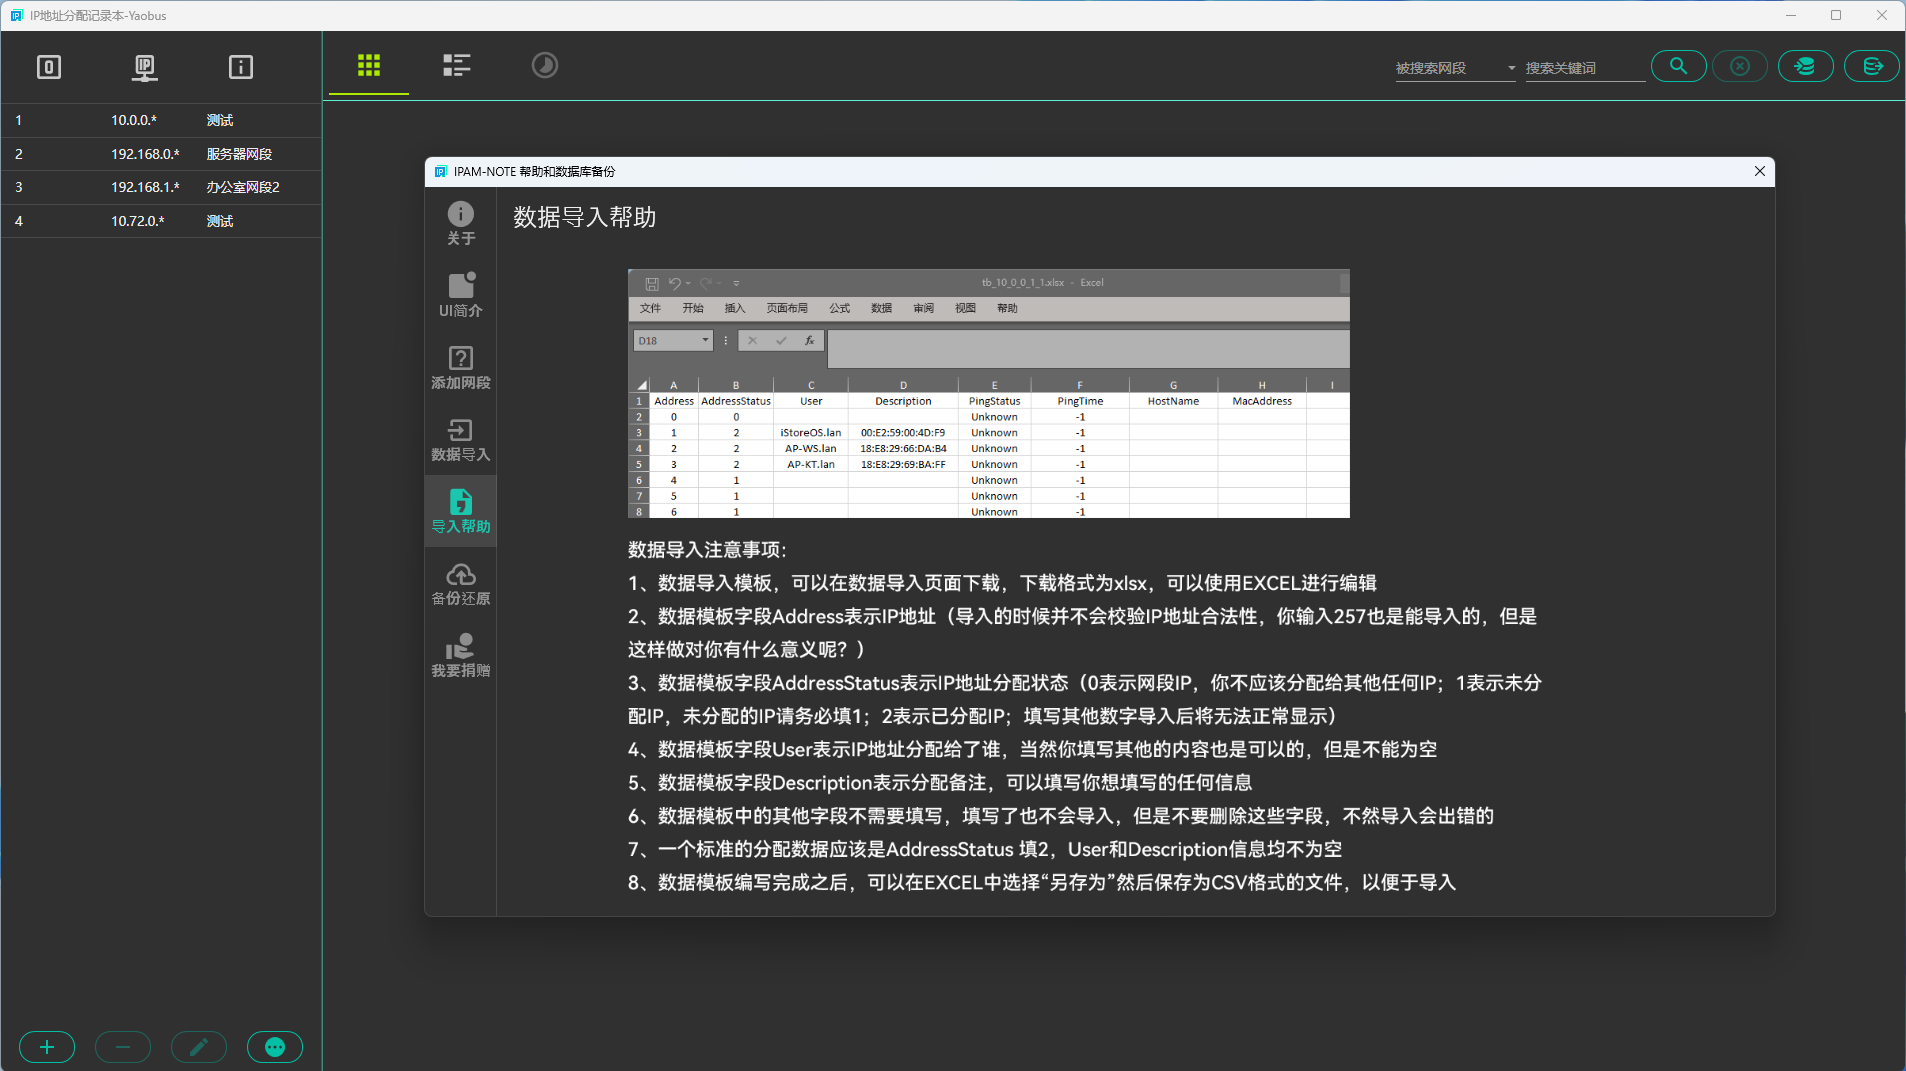 IP地址分配记录本-Yaobus
被搜索网段
搜索关键词
1 10.0.0.* 测试
2 192.168.0.* 服务器网段
3 192.168.1.* 办公室网段2
4 10.72.0.* 测试
IPAM-NOTE 帮助和数据库备份
关于
UI简介
添加网段
数据导入
导入帮助
备份还原
我要捐赠
数据导入帮助
tb_10_0_0_1_1.xlsx - Excel
文件 开始 插入 页面布局 公式 数据 审阅 视图 帮助
D18 fx
A B C D E F G H I
1 Address AddressStatus User Description PingStatus PingTime HostName MacAddress
2 0 0 Unknown -1
3 1 2 iStoreOS.lan 00:E2:59:00:4D:F9 Unknown -1
4 2 2 AP-WS.lan 18:E8:29:66:DA:B4 Unknown -1
5 3 2 AP-KT.lan 18:E8:29:69:BA:FF Unknown -1
6 4 1 Unknown -1
7 5 1 Unknown -1
8 6 1 Unknown -1
数据导入注意事项：
1、数据导入模板，可以在数据导入页面下载，下载格式为xlsx，可以使用EXCEL进行编辑
2、数据模板字段Address表示IP地址（导入的时候并不会校验IP地址合法性，你输入257也是能导入的，但是
这样做对你有什么意义呢？）
3、数据模板字段AddressStatus表示IP地址分配状态（0表示网段IP，你不应该分配给其他任何IP；1表示未分
配IP，未分配的IP请务必填1；2表示已分配IP；填写其他数字导入后将无法正常显示）
4、数据模板字段User表示IP地址分配给了谁，当然你填写其他的内容也是可以的，但是不能为空
5、数据模板字段Description表示分配备注，可以填写你想填写的任何信息
6、数据模板中的其他字段不需要填写，填写了也不会导入，但是不要删除这些字段，不然导入会出错的
7、一个标准的分配数据应该是AddressStatus 填2，User和Description信息均不为空
8、数据模板编写完成之后，可以在EXCEL中选择“另存为”然后保存为CSV格式的文件，以便于导入